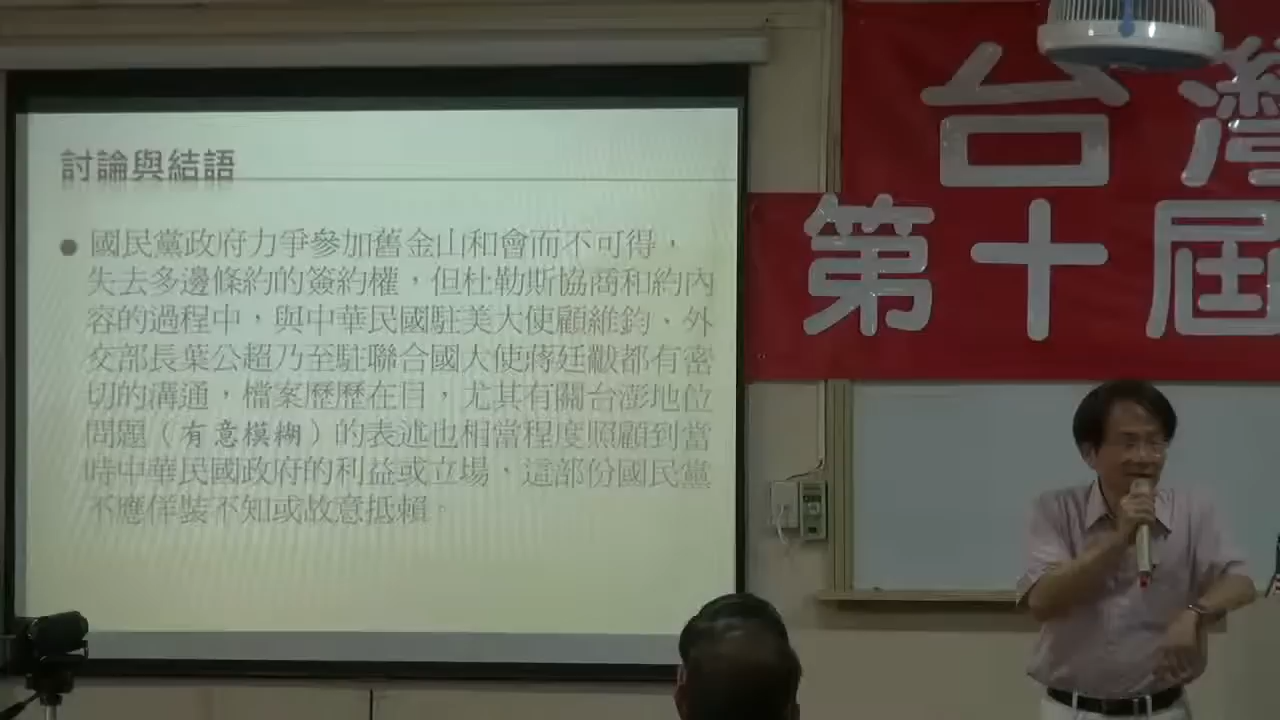 討論與結語
● 國民黨政府力爭參加舊金山和會而不可得，
失去多邊條約的簽約權，但杜勒斯協商和約內
容的過程中，與中華民國駐美大使顧維鈞、外
交部長葉公超乃至駐聯合國大使蔣廷黻都有密
切的溝通，檔案歷歷在目，尤其有關台澎地位
問題（有意模糊）的表述也相當程度照顧到當
時中華民國政府的利益或立場，這部份國民黨
不應佯裝不知或故意抵賴。
台灣
第十屆